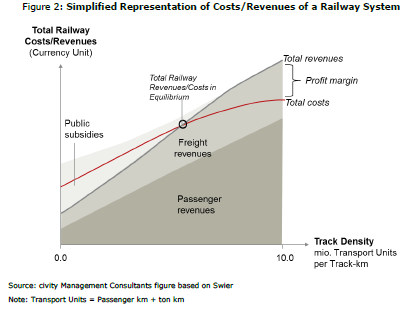 Figure 2: Simplified Representation of Costs/Revenues of a Railway System
Total Railway
Costs/Revenues
(Currency Unit)
Total revenues
Total Railway
Revenues/Costs in
Equilibrium
Profit margin
Total costs
Public
subsidies
Freight
revenues
Passenger
revenues
Track Density
mio. Transport Units
per Track-km
0.0
10.0
Source: civity Management Consultants figure based on Swier
Note: Transport Units = Passenger km + ton km